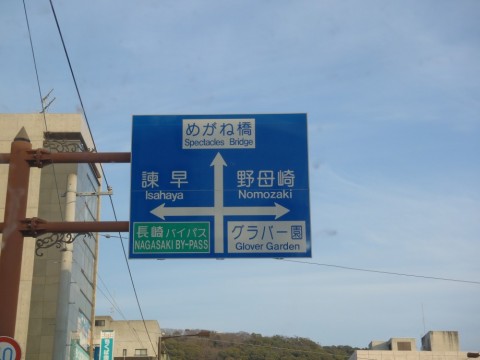 めがね橋
Spectacles Bridge
諫早
Isahaya
野母崎
Nomozaki
長崎バイパス
NAGASAKI BY-PASS
グラバー園
Glover Garden